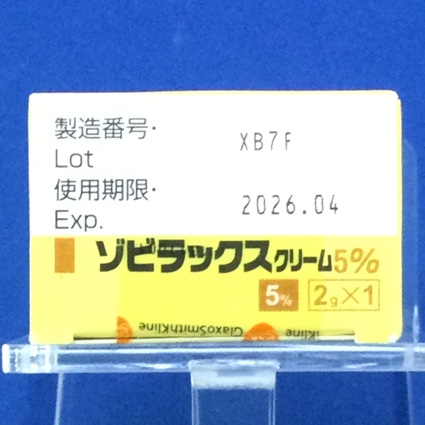 製造番号・
Lot
XB7F
使用期限・
Exp.
2026.04
ゾビラックスクリーム5%
5% 2g×1
GlaxoSmithKline